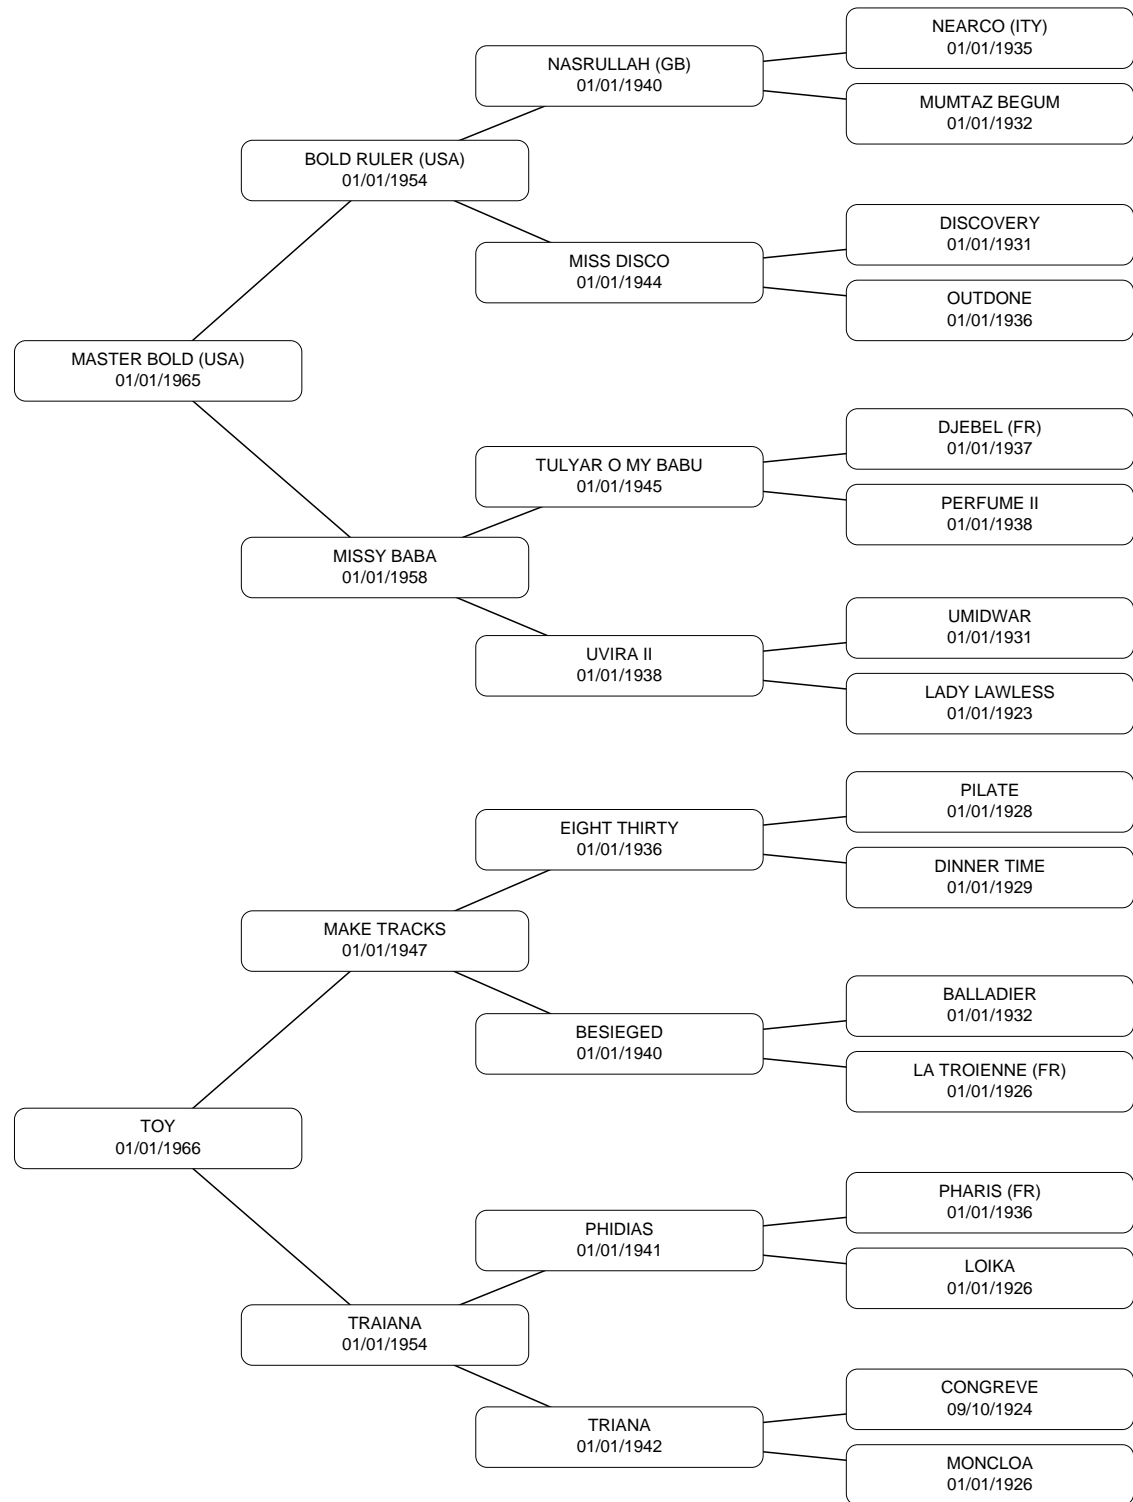 NEARCO (ITY)
01/01/1935
NASRULLAH (GB)
01/01/1940
MUMTAZ BEGUM
01/01/1932
BOLD RULER (USA)
01/01/1954
DISCOVERY
01/01/1931
MISS DISCO
01/01/1944
OUTDONE
01/01/1936
MASTER BOLD (USA)
01/01/1965
DJEBEL (FR)
01/01/1937
TULYAR O MY BABU
01/01/1945
PERFUME II
01/01/1938
MISSY BABA
01/01/1958
UMIDWAR
01/01/1931
UVIRA II
01/01/1938
LADY LAWLESS
01/01/1923
PILATE
01/01/1928
EIGHT THIRTY
01/01/1936
DINNER TIME
01/01/1929
MAKE TRACKS
01/01/1947
BALLADIER
01/01/1932
BESIEGED
01/01/1940
LA TROIENNE (FR)
01/01/1926
TOY
01/01/1966
PHARIS (FR)
01/01/1936
PHIDIAS
01/01/1941
LOIKA
01/01/1926
TRAIANA
01/01/1954
CONGREVE
09/10/1924
TRIANA
01/01/1942
MONCLOA
01/01/1926